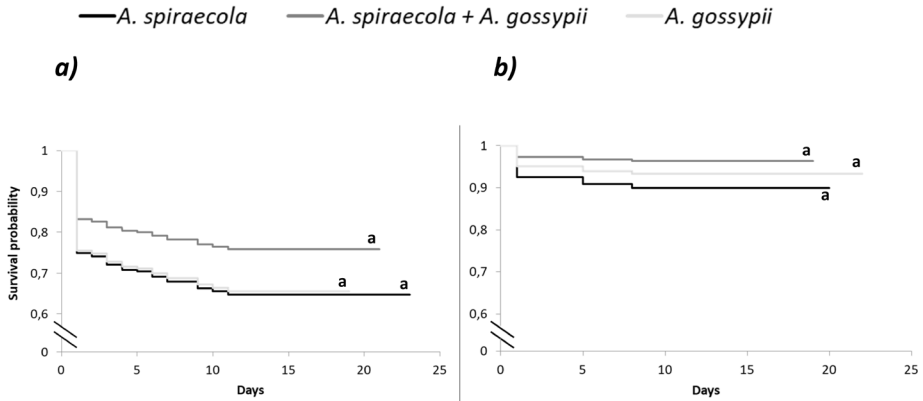 A. spiraecola A. spiraecola + A. gossypii A. gossypii
a) b)
Survival probability
1
0,9
0,8
0,7
0,6
0
a
a a
0 5 10 15 20 25
Days
1
0,9
0,8
0,7
0,6
0
a
a
a
0 5 10 15 20 25
Days